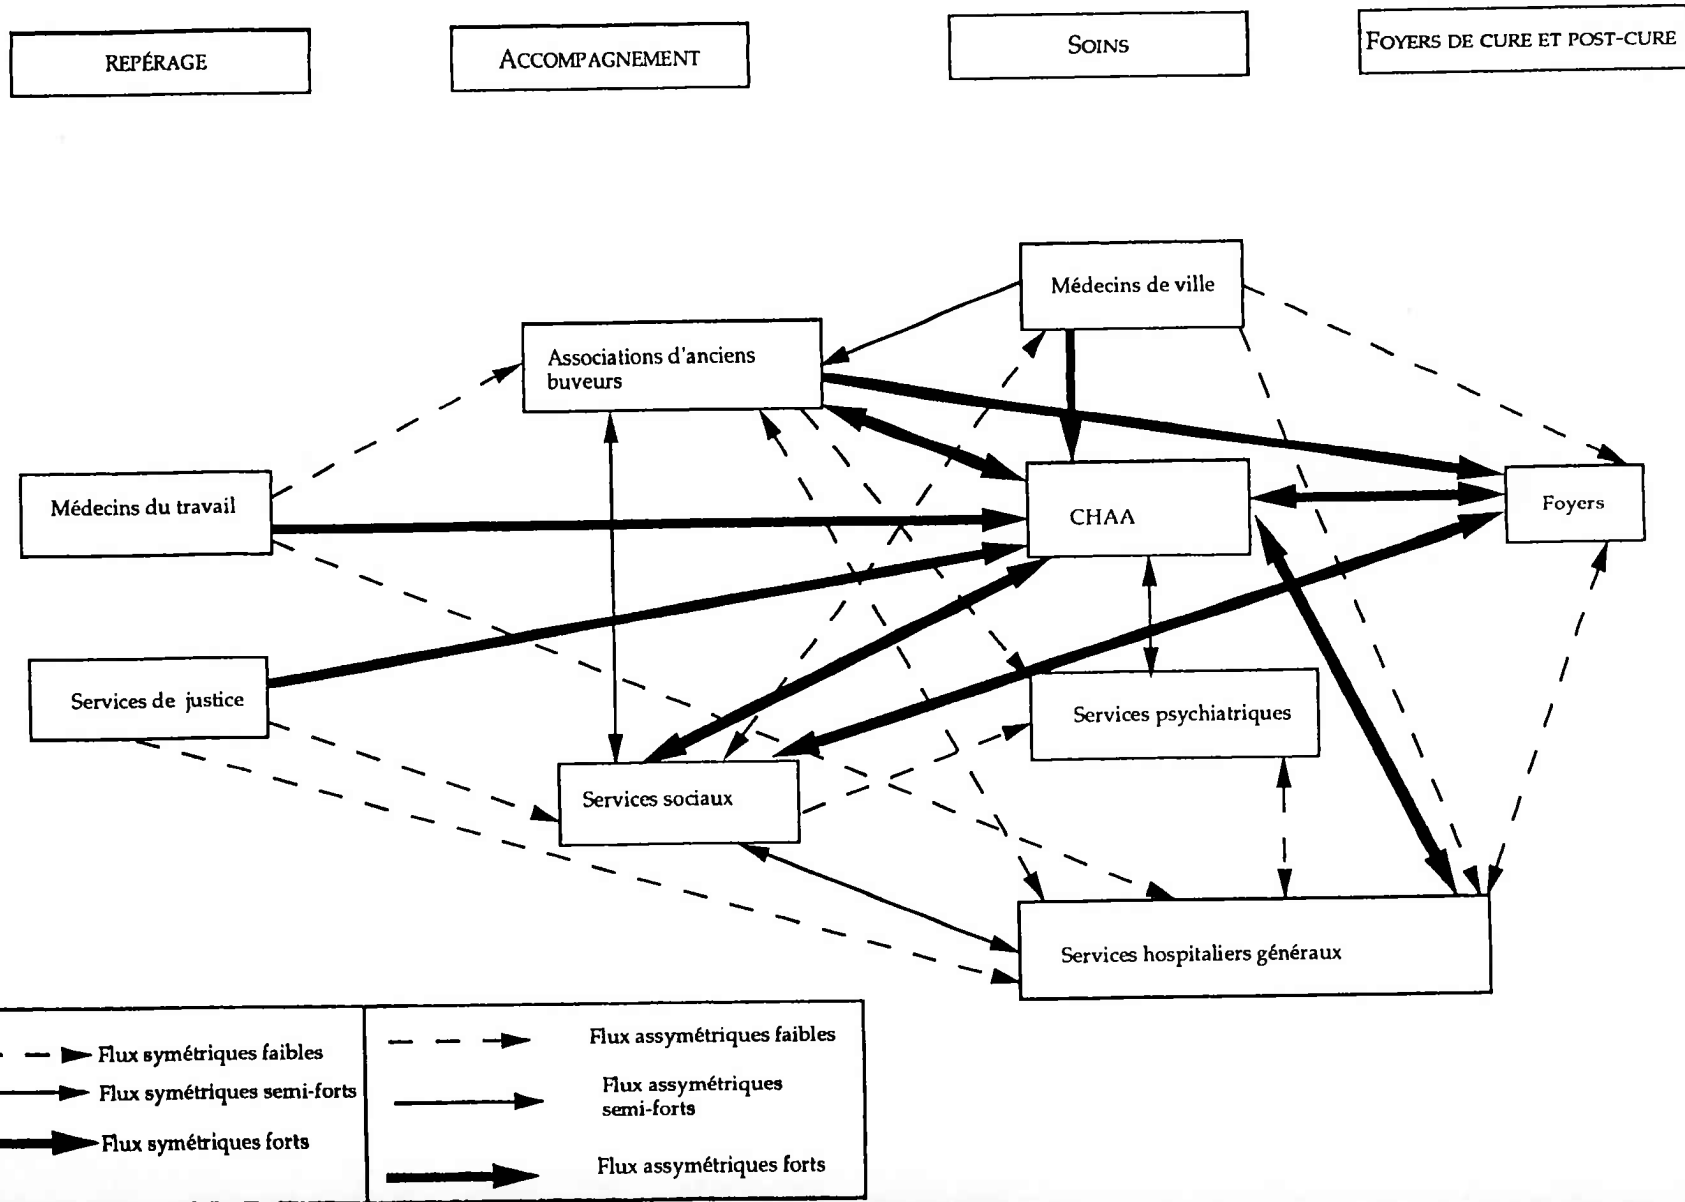 REPÉRAGE
ACCOMPAGNEMENT
SOINS
FOYERS DE CURE ET POST-CURE
Médecins de ville
Associations d'anciens
buveurs
Médecins du travail
CHAA
Foyers
Services de justice
Services psychiatriques
Services sociaux
Services hospitaliers généraux
Flux symétriques faibles
Flux symétriques semi-forts
Flux symétriques forts
Flux assymétriques faibles
Flux assymétriques
semi-forts
Flux assymétriques forts